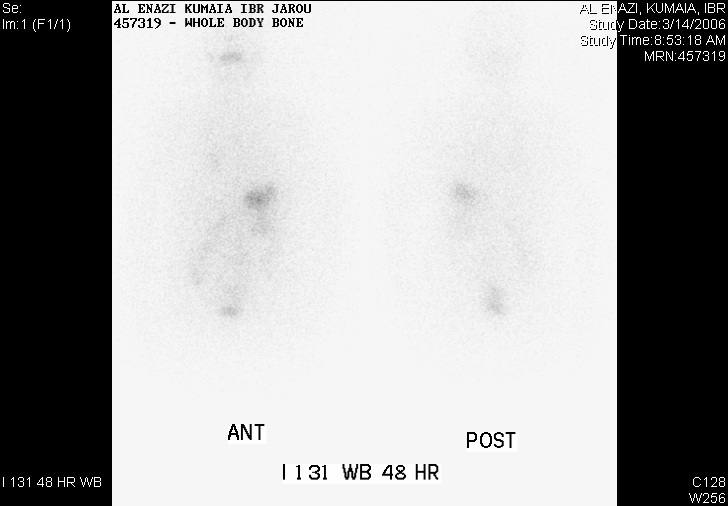 Se:
Im:1 (F1/1)
AL ENAZI KUMAIA IBR JAROU
457319 - WHOLE BODY BONE
AL ENAZI, KUMAIA, IBR
Study Date:3/14/2006
Study Time:8:53:18 AM
MRN:457319
ANT
POST
I 131 WB 48 HR
I 131 48 HR WB
C128
W256